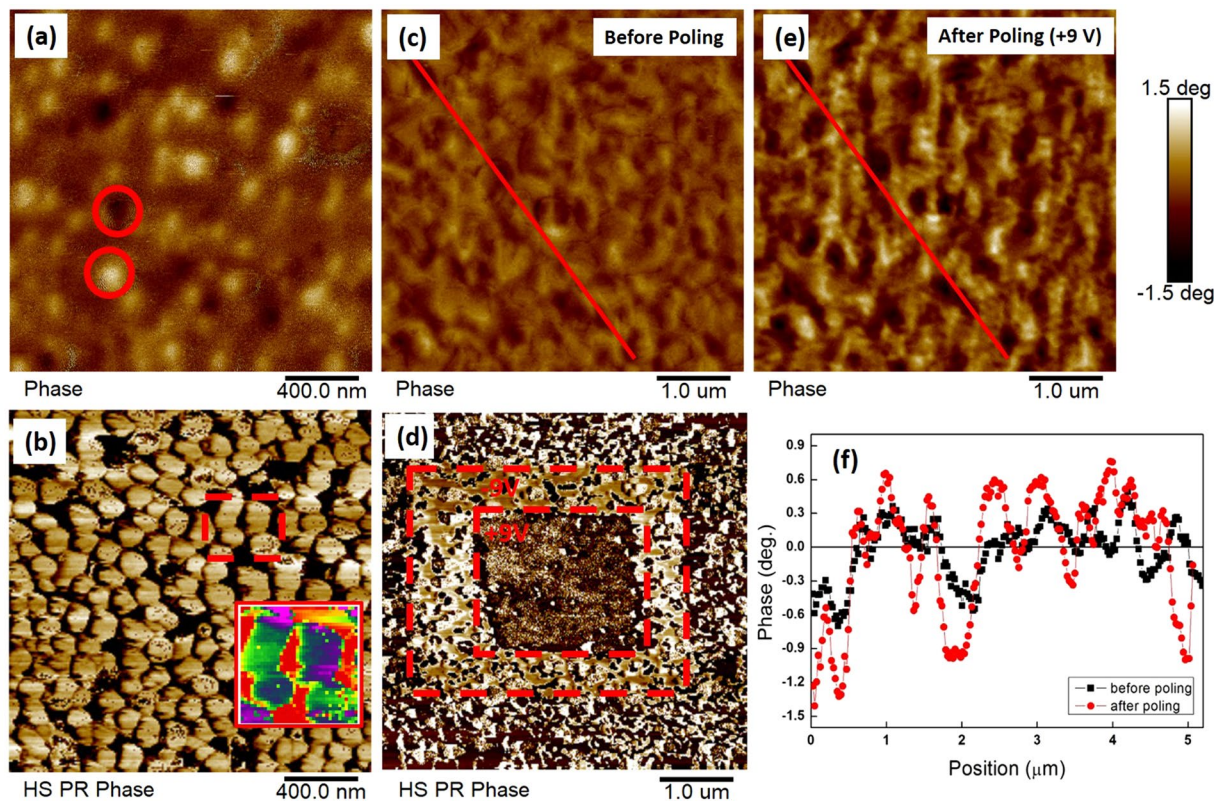 (a)
(c)
Before Poling
(e)
After Poling (+9 V)
1.5 deg
-1.5 deg
Phase
400.0 nm
Phase
1.0 um
Phase
1.0 um
(b)
(d)
-9V
+9V
(f)
0.9
0.6
0.3
0.0
-0.3
-0.6
-0.9
-1.2
-1.5
Phase (deg.)
before poling
after poling
0 1 2 3 4 5
Position (μm)
HS PR Phase
400.0 nm
HS PR Phase
1.0 um